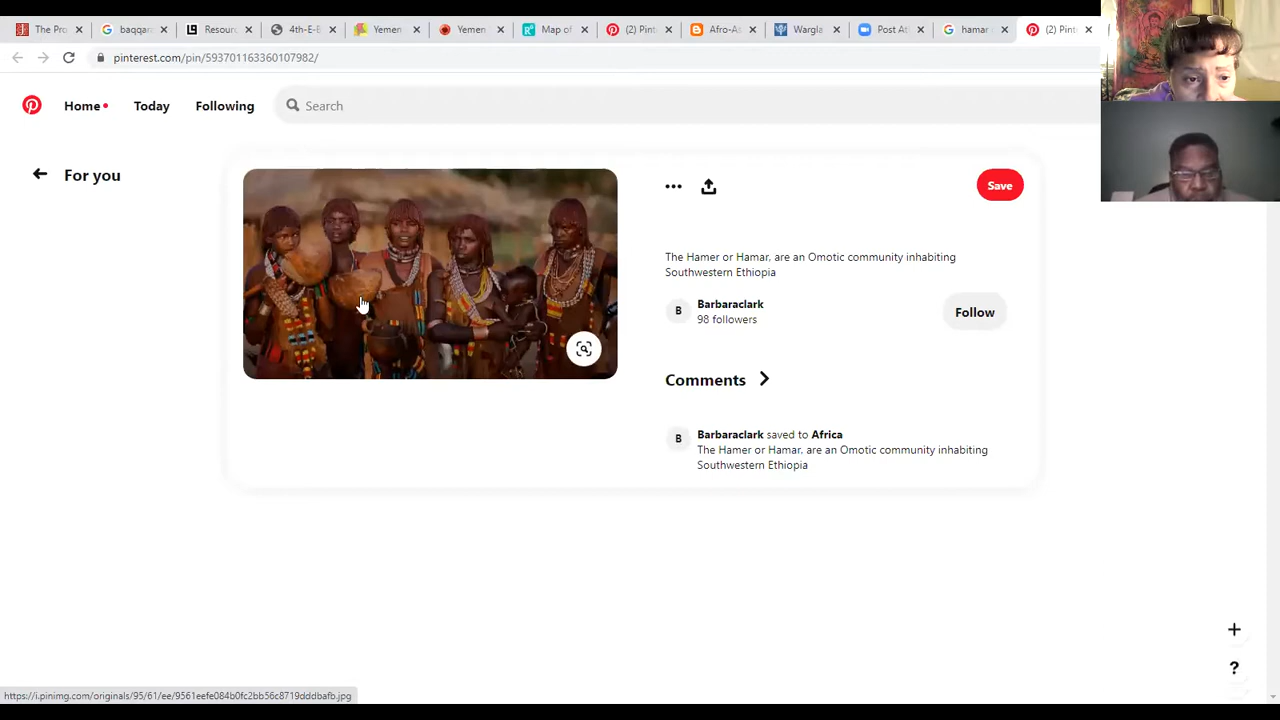 The Pro
baqqar
Resour
4th-E-E
Yemen
Yemen
Map of
(2) Pint
Afro-As
Wargla
Post At
hamar
(2) Pint
pinterest.com/pin/593701163360107982/
Home Today Following Search
For you
Save
The Hamer or Hamar, are an Omotic community inhabiting
Southwestern Ethiopia
B Barbaraclark
98 followers
Follow
Comments
B Barbaraclark saved to Africa
The Hamer or Hamar, are an Omotic community inhabiting
Southwestern Ethiopia
+
?
https://i.pinimg.com/originals/95/61/ee/9561eefe084b0fc2bb56c8719dddbafb.jpg